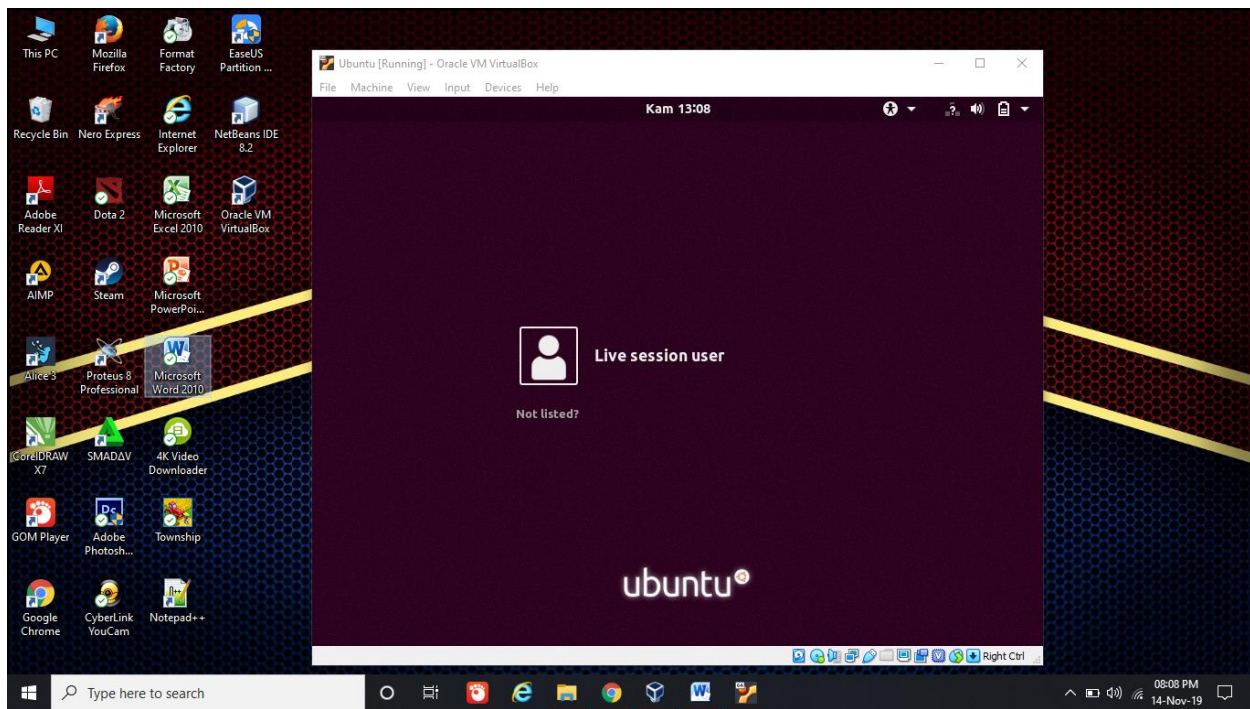 This PC
Mozilla
Firefox
Format
Factory
EaseUS
Partition ...
Recycle Bin
Nero Express
Internet
Explorer
NetBeans IDE
8.2
Adobe
Reader XI
Dota 2
Microsoft
Excel 2010
Oracle VM
VirtualBox
AIMP
Steam
Microsoft
PowerPoi...
Alice 3
Proteus 8
Professional
Microsoft
Word 2010
CorelDRAW
X7
SMADΔV
4K Video
Downloader
GOM Player
Adobe
Photosh...
Township
Google
Chrome
CyberLink
YouCam
Notepad++
Ubuntu [Running] - Oracle VM VirtualBox
File Machine View Input Devices Help
Kam 13:08
Live session user
Not listed?
ubuntu
Right Ctrl
Type here to search
08:08 PM
14-Nov-19